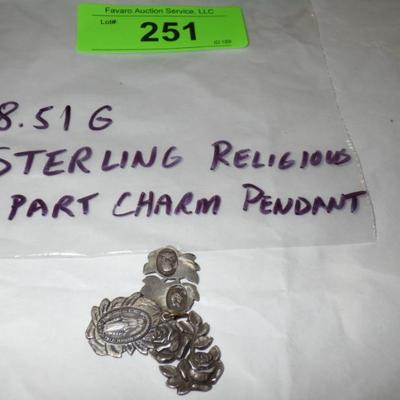 Favaro Auction Service, LLC
Lot#:
251
8.51 G
STERLING RELIGIOUS
PART CHARM PENDANT